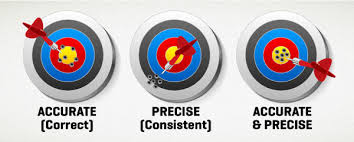 ACCURATE
(Correct)
PRECISE
(Consistent)
ACCURATE
& PRECISE